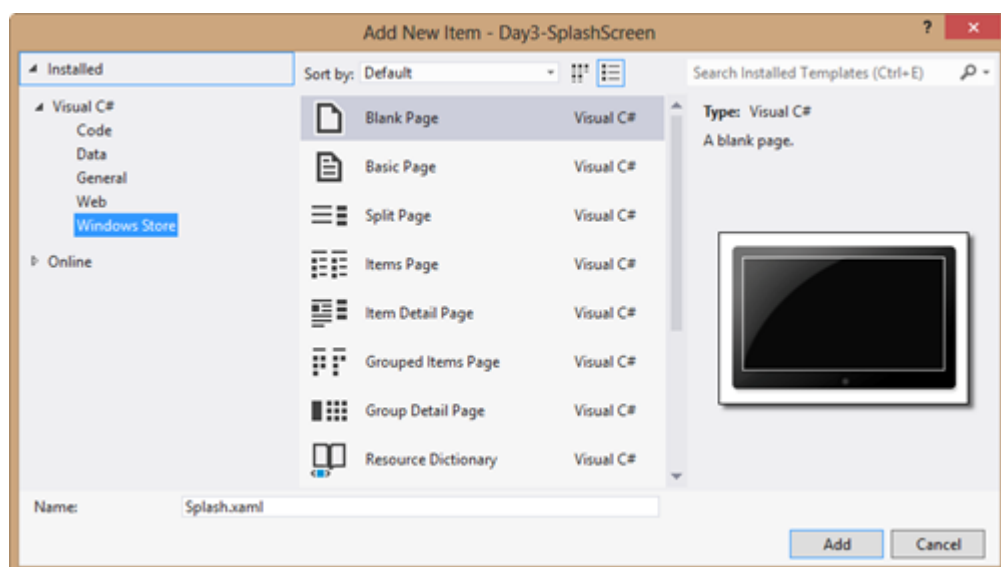 Add New Item - Day3-SplashScreen
?
Installed
Sort by: Default
Search Installed Templates (Ctrl+E)
Visual C#
Code
Data
General
Web
Windows Store
Online
Blank Page Visual C#
Basic Page Visual C#
Split Page Visual C#
Items Page Visual C#
Item Detail Page Visual C#
Grouped Items Page Visual C#
Group Detail Page Visual C#
Resource Dictionary Visual C#
Type: Visual C#
A blank page.
Name: Splash.xaml
Add Cancel